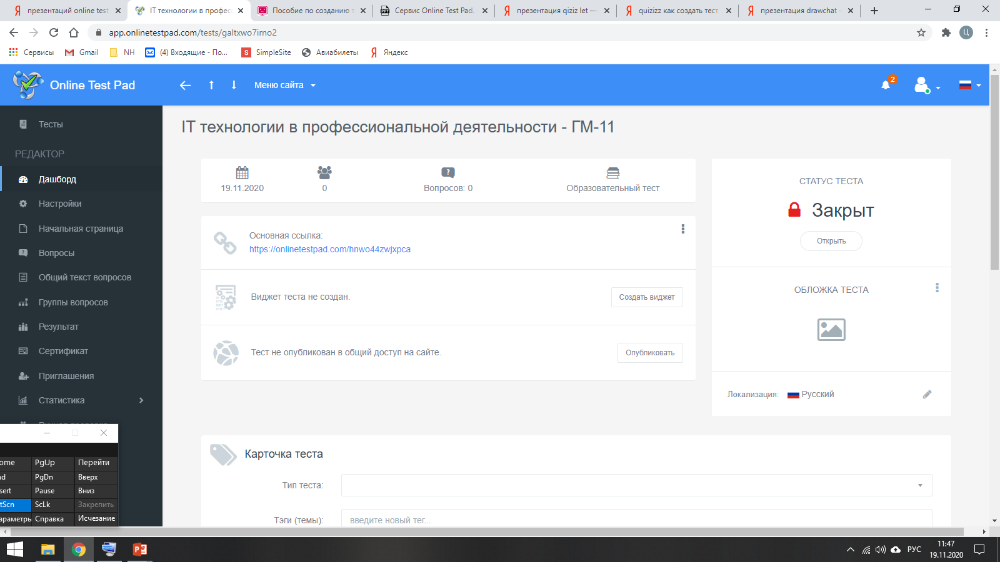 презентаций online test
IT технологии в профес
Пособие по созданию т
Сервис Online Test Pad.
презентация qiziz let —
quizizz как создать тест
презентация drawchat -
app.onlinetestpad.com/tests/galtxwo7irno2
Ц
Сервисы
Gmail
NH
(4) Входящие - По...
SimpleSite
Авиабилеты
Яндекс
Online Test Pad
Меню сайта
2
Тесты
РЕДАКТОР
Дашборд
Настройки
Начальная страница
Вопросы
Общий текст вопросов
Группы вопросов
Результат
Сертификат
Приглашения
Статистика
IT технологии в профессиональной деятельности - ГМ-11
19.11.2020
0
Вопросов: 0
Образовательный тест
Основная ссылка:
https://onlinetestpad.com/hnwo44zwjxpca
Виджет теста не создан.
Создать виджет
Тест не опубликован в общий доступ на сайте.
Опубликовать
СТАТУС ТЕСТА
Закрыт
Открыть
ОБЛОЖКА ТЕСТА
Локализация: Русский
Карточка теста
Тип теста:
Тэги (темы): введите новый тег...
ome PgUp Перейти
nd PgDn Вверх
sert Pause Вниз
tScn ScLk Закрепить
араметры Справка Исчезание
РУС
11:47
19.11.2020